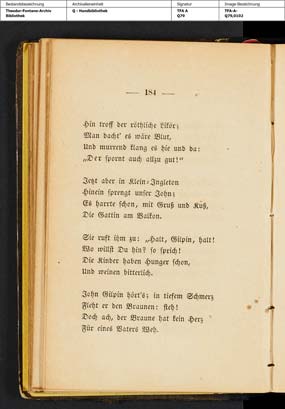 Bestandsbezeichnung
Archivalieneinheit
Signatur
Image-Bezeichnung
Theodor-Fontane-Archiv
Bibliothek
Q - Handbibliothek
TFA A
Q79
TFA-A-
Q79,0102
— 184 —
Hin troff der röthliche Likör;
Man dacht' es wäre Blut,
Und murrend klang es hie und da:
„Der spornt auch allzu gut!“
Jetzt aber in Klein-Ingleton
Hinein sprengt unser John;
Es harrte schon, mit Gruß und Kuß,
Die Gattin am Balkon.
Sie ruft ihm zu: „Halt, Gilpin, halt!
Wo willst Du hin? so sprich!
Die Kinder haben Hunger schon,
Und weinen bitterlich.
John Gilpin hört's; in tiefem Schmerz
Fleht er den Braunen: steh!
Doch ach, der Braune hat kein Herz
Für eines Vaters Weh.